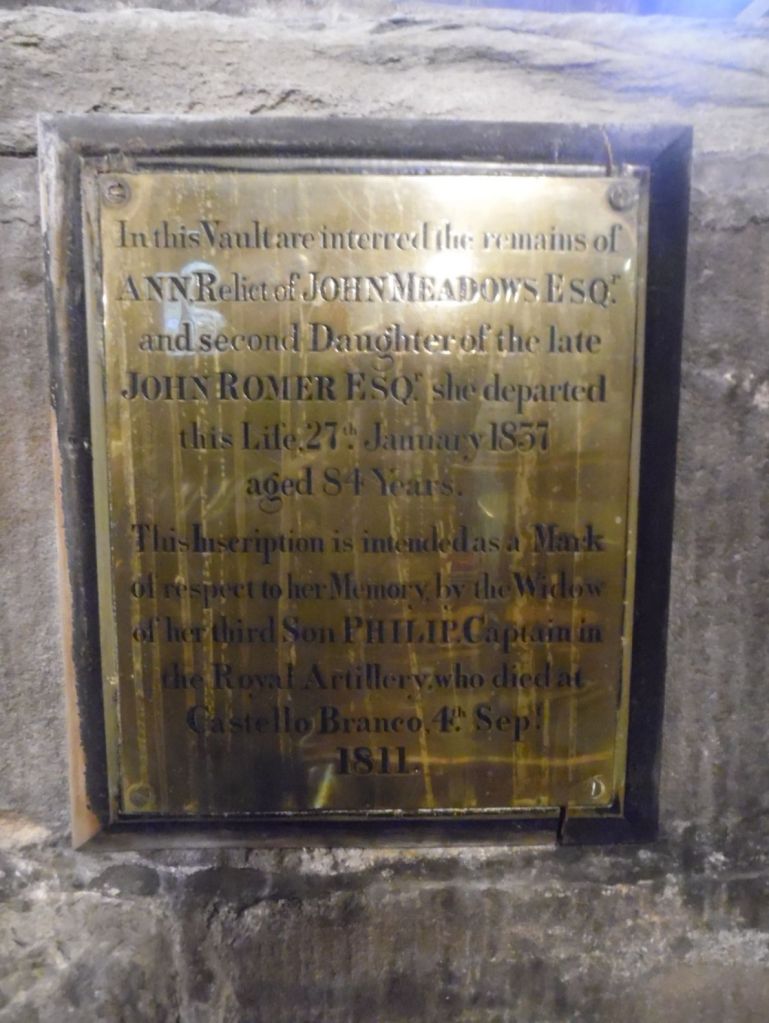 In this Vault are interred the remains of
ANN, Relict of JOHN MEADOWS ESQ.r
and second Daughter of the late
JOHN ROMER ESQ.r she departed
this Life, 27th. January 1837
aged 84 Years.
This Inscription is intended as a Mark
of respect to her Memory, by the Widow
of her third Son PHILIP, Captain in
the Royal Artillery, who died at
Castello Branco, 4th. Sepr.
1811.